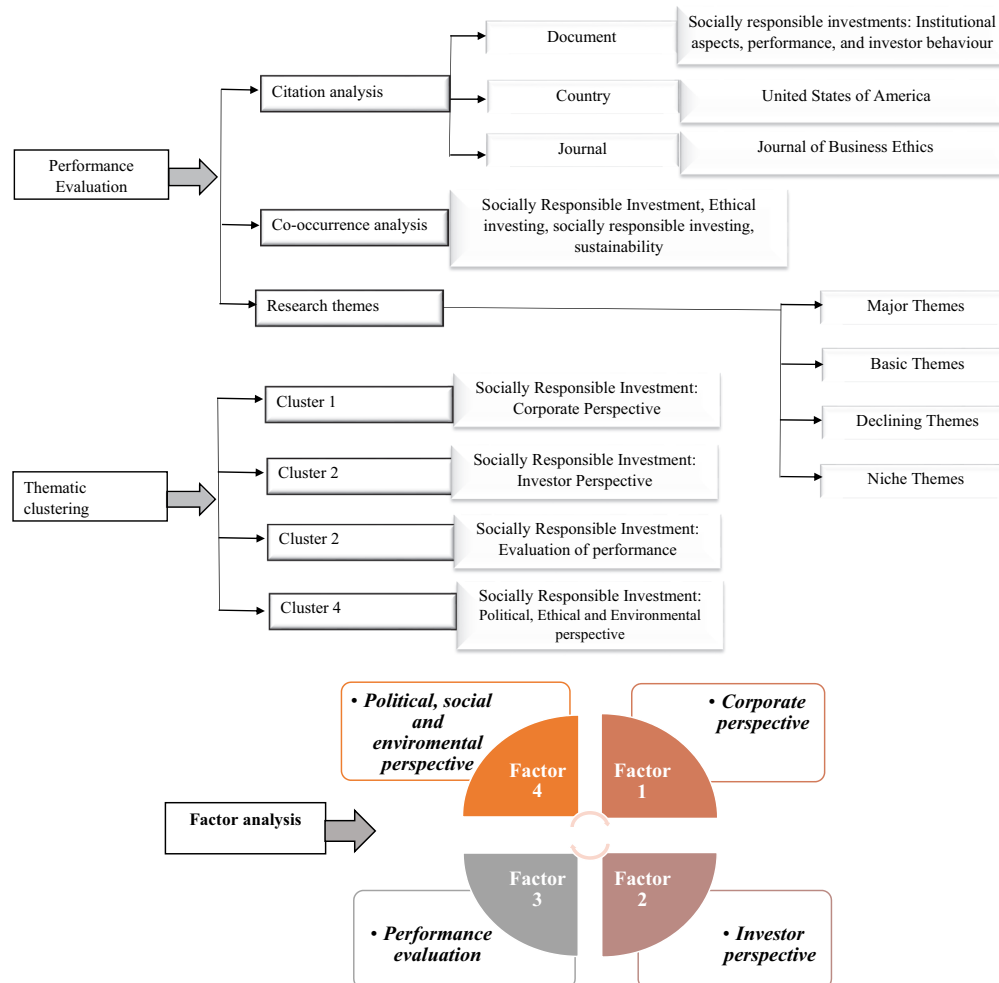 Performance
Evaluation
Citation analysis
Document
Socially responsible investments: Institutional
aspects, performance, and investor behaviour
Country
United States of America
Journal
Journal of Business Ethics
Co-occurrence analysis
Socially Responsible Investment, Ethical
investing, socially responsible investing,
sustainability
Research themes
Major Themes
Basic Themes
Declining Themes
Niche Themes
Thematic
clustering
Cluster 1
Socially Responsible Investment:
Corporate Perspective
Cluster 2
Socially Responsible Investment:
Investor Perspective
Cluster 2
Socially Responsible Investment:
Evaluation of performance
Cluster 4
Socially Responsible Investment:
Political, Ethical and Environmental
perspective
Factor analysis
• Political, social
and
enviromental
perspective
Factor
4
• Corporate
perspective
Factor
1
Factor
3
• Performance
evaluation
Factor
2
• Investor
perspective